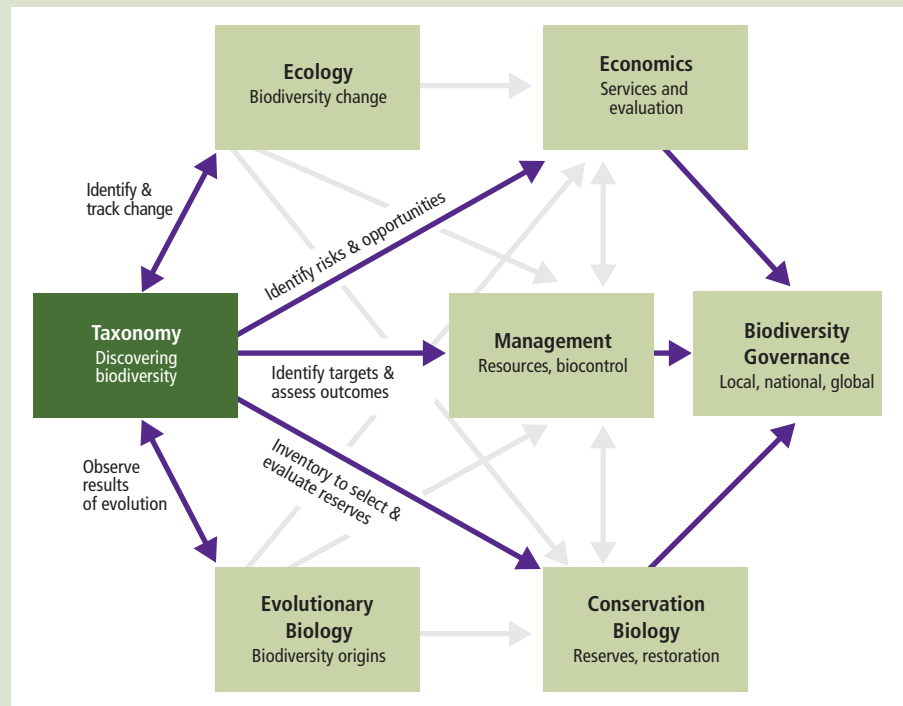 Ecology
Biodiversity change
Economics
Services and
evaluation
Identify &
track change
Identify risks & opportunities
Taxonomy
Discovering
biodiversity
Identify targets &
assess outcomes
Management
Resources, biocontrol
Biodiversity
Governance
Local, national, global
Observe
results
of evolution
Inventory to select &
evaluate reserves
Evolutionary
Biology
Biodiversity origins
Conservation
Biology
Reserves, restoration